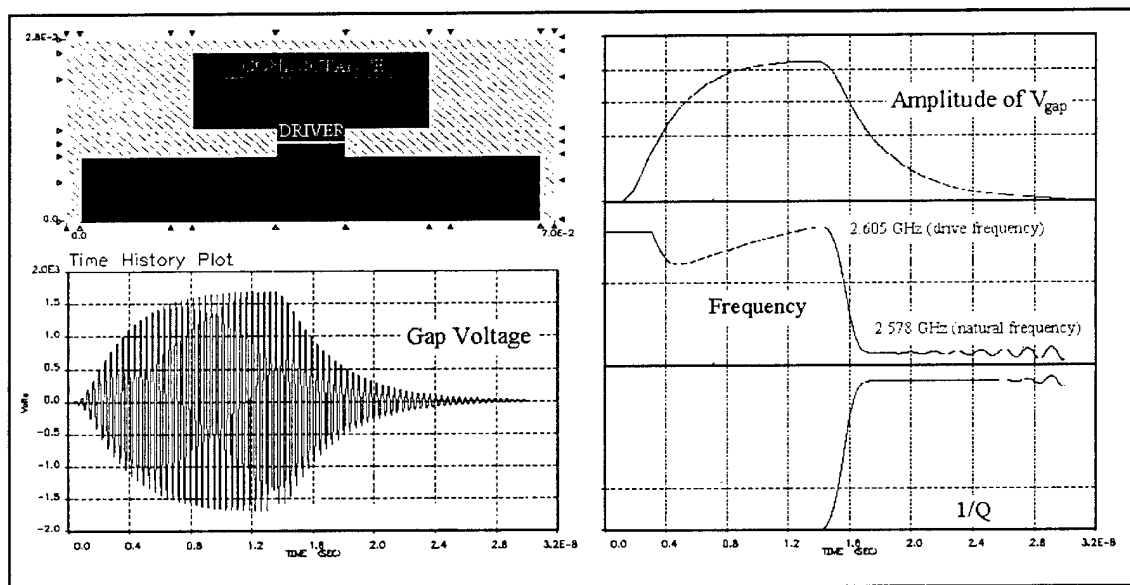 2.8E-2
DRIVER
0.0
0.0
7.0E-2
Time History Plot
2.0E3
1.5
1.0
0.5
0.0
-0.5
-1.0
-1.5
-2.0
Volts
Gap Voltage
0.0
0.4
0.8
1.2
1.6
2.0
2.4
3.2E-8
TIME (SEC)
Amplitude of Vgap
2.605 GHz (drive frequency)
Frequency
2 578 GHz (natural frequency)
1/Q
0.0
0.4
0.8
1.2
1.6
2.0
2.4
3.2E-8
TIME (SEC)